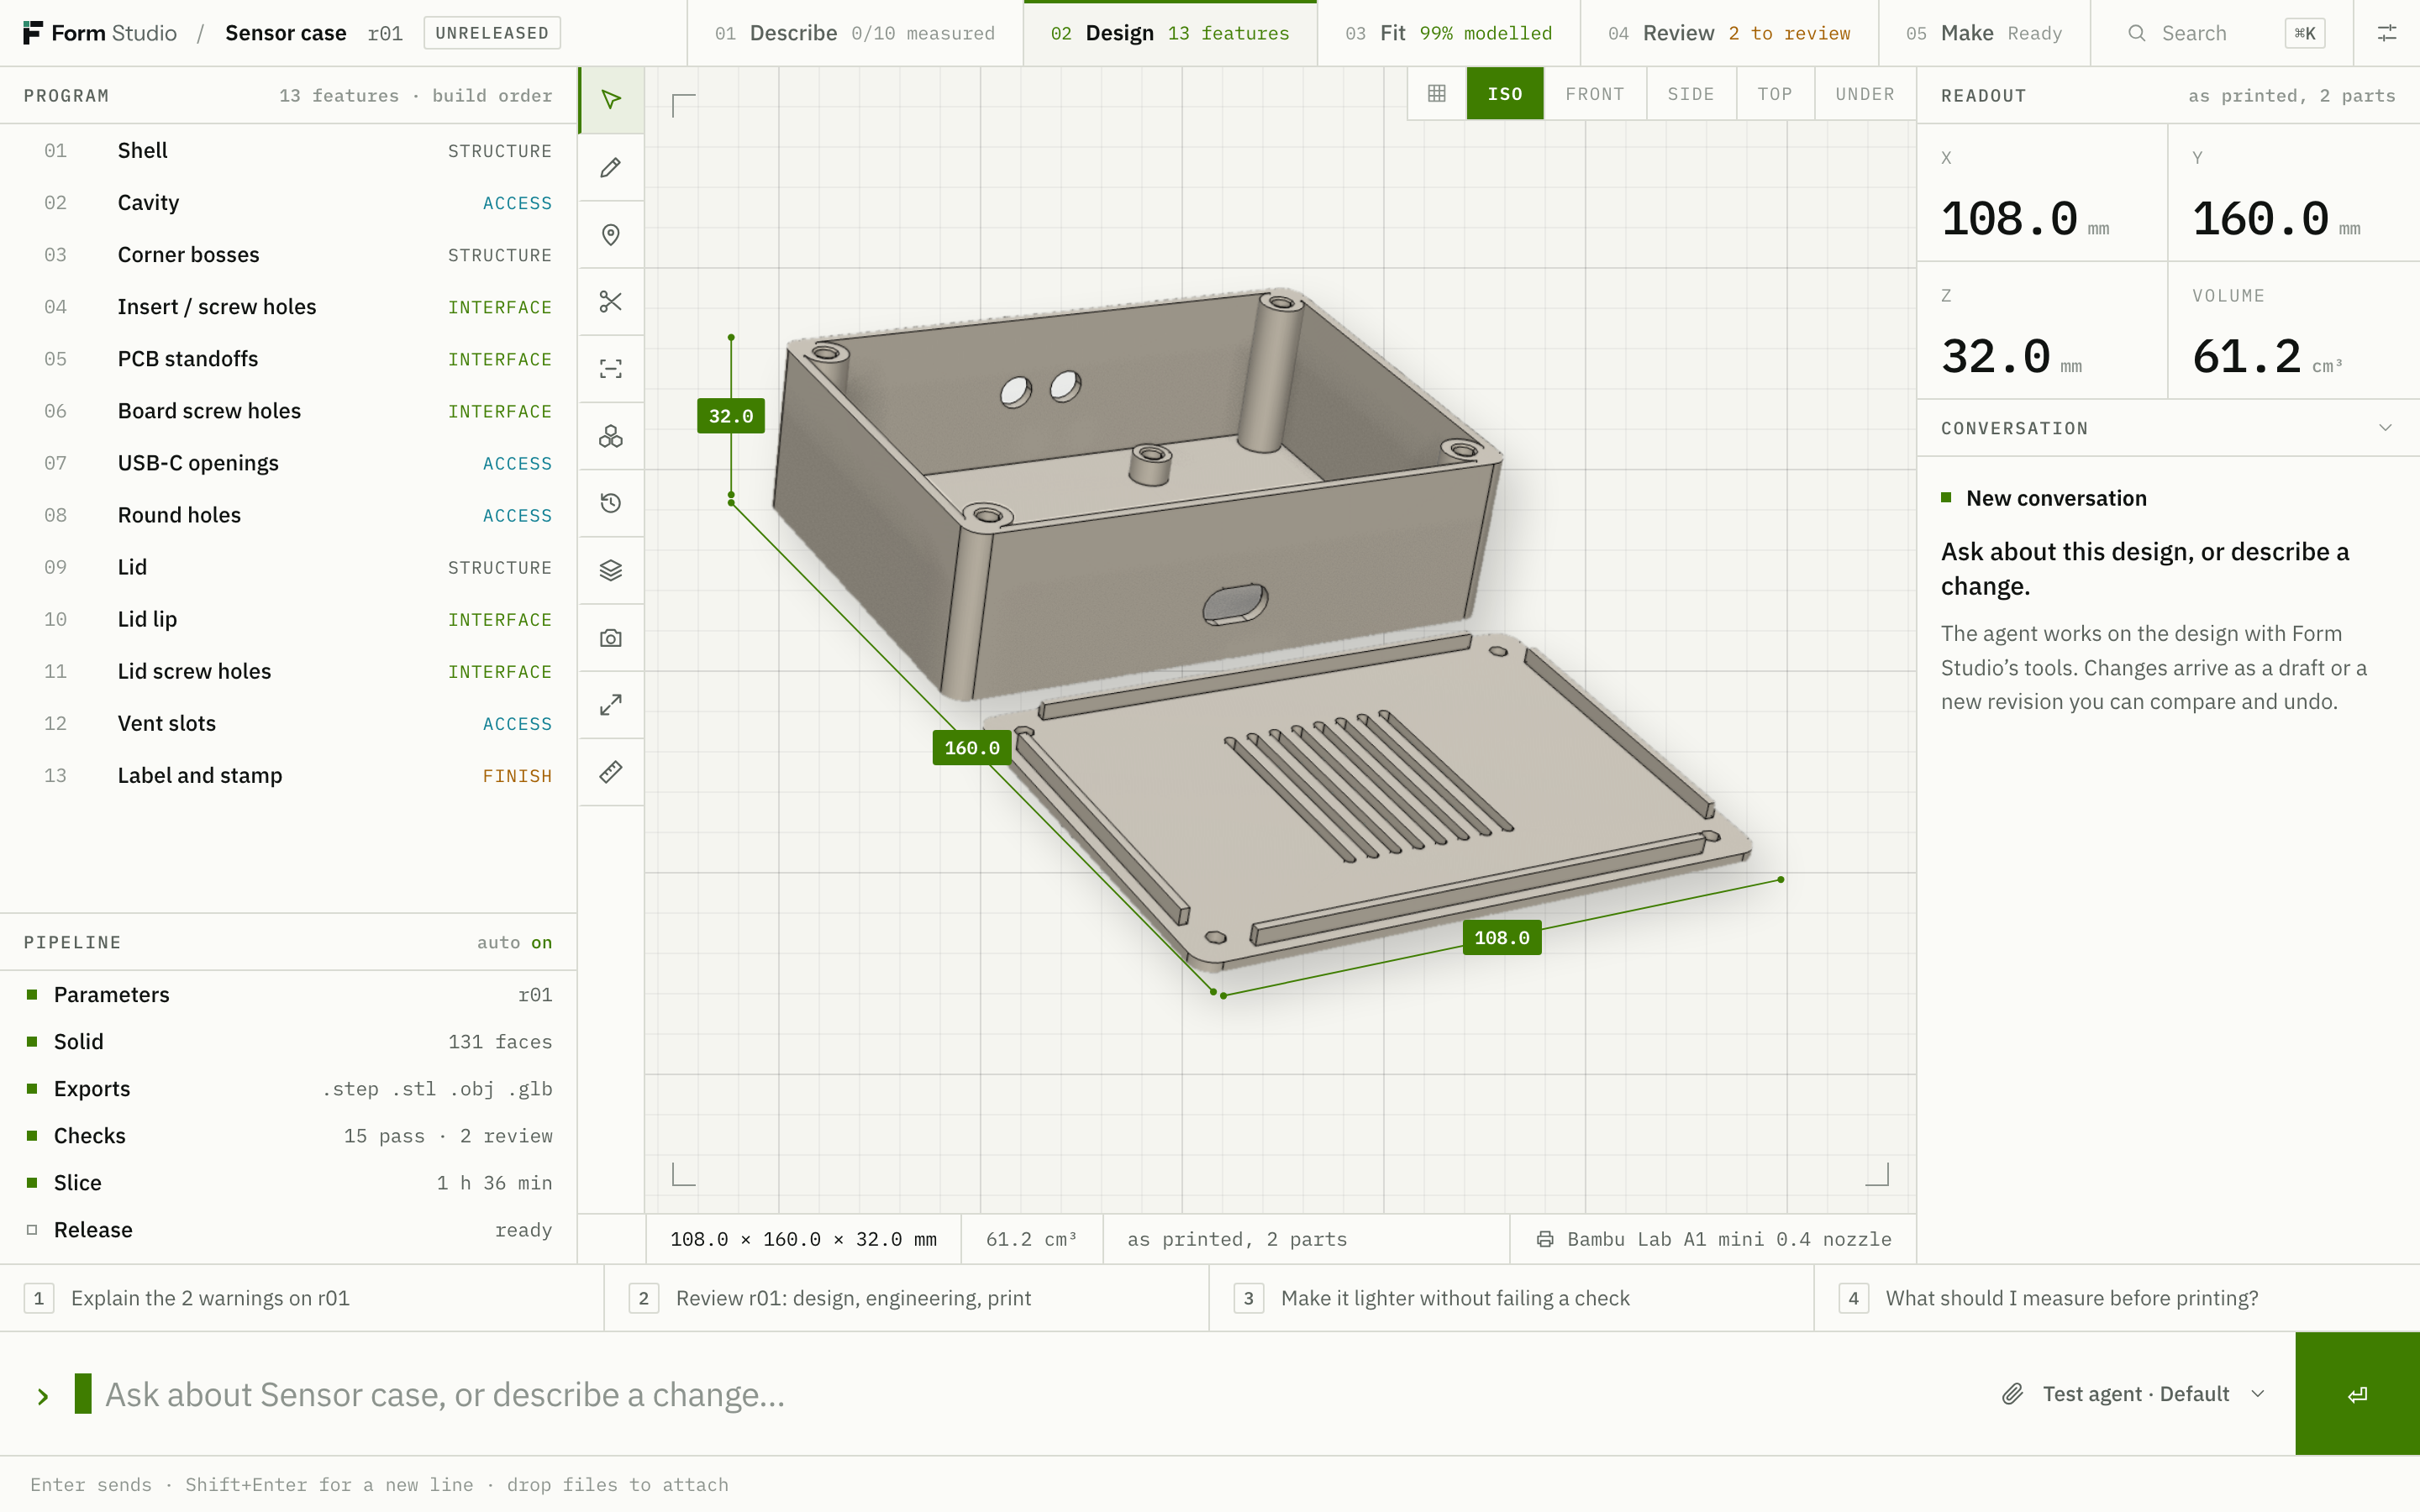 Form Studio / Sensor case r01 UNRELEASED
01 Describe 0/10 measured
02 Design 13 features
03 Fit 99% modelled
04 Review 2 to review
05 Make Ready
Search ⌘K
PROGRAM 13 features · build order
01 Shell STRUCTURE
02 Cavity ACCESS
03 Corner bosses STRUCTURE
04 Insert / screw holes INTERFACE
05 PCB standoffs INTERFACE
06 Board screw holes INTERFACE
07 USB-C openings ACCESS
08 Round holes ACCESS
09 Lid STRUCTURE
10 Lid lip INTERFACE
11 Lid screw holes INTERFACE
12 Vent slots ACCESS
13 Label and stamp FINISH
PIPELINE auto on
Parameters r01
Solid 131 faces
Exports .step .stl .obj .glb
Checks 15 pass · 2 review
Slice 1 h 36 min
Release ready
ISO FRONT SIDE TOP UNDER
32.0
160.0
108.0
108.0 × 160.0 × 32.0 mm
61.2 cm³
as printed, 2 parts
Bambu Lab A1 mini 0.4 nozzle
READOUT as printed, 2 parts
X
108.0 mm
Y
160.0 mm
Z
32.0 mm
VOLUME
61.2 cm³
CONVERSATION
New conversation
Ask about this design, or describe a
change.
The agent works on the design with Form
Studio’s tools. Changes arrive as a draft or a
new revision you can compare and undo.
1 Explain the 2 warnings on r01
2 Review r01: design, engineering, print
3 Make it lighter without failing a check
4 What should I measure before printing?
› Ask about Sensor case, or describe a change...
Test agent · Default
Enter sends · Shift+Enter for a new line · drop files to attach